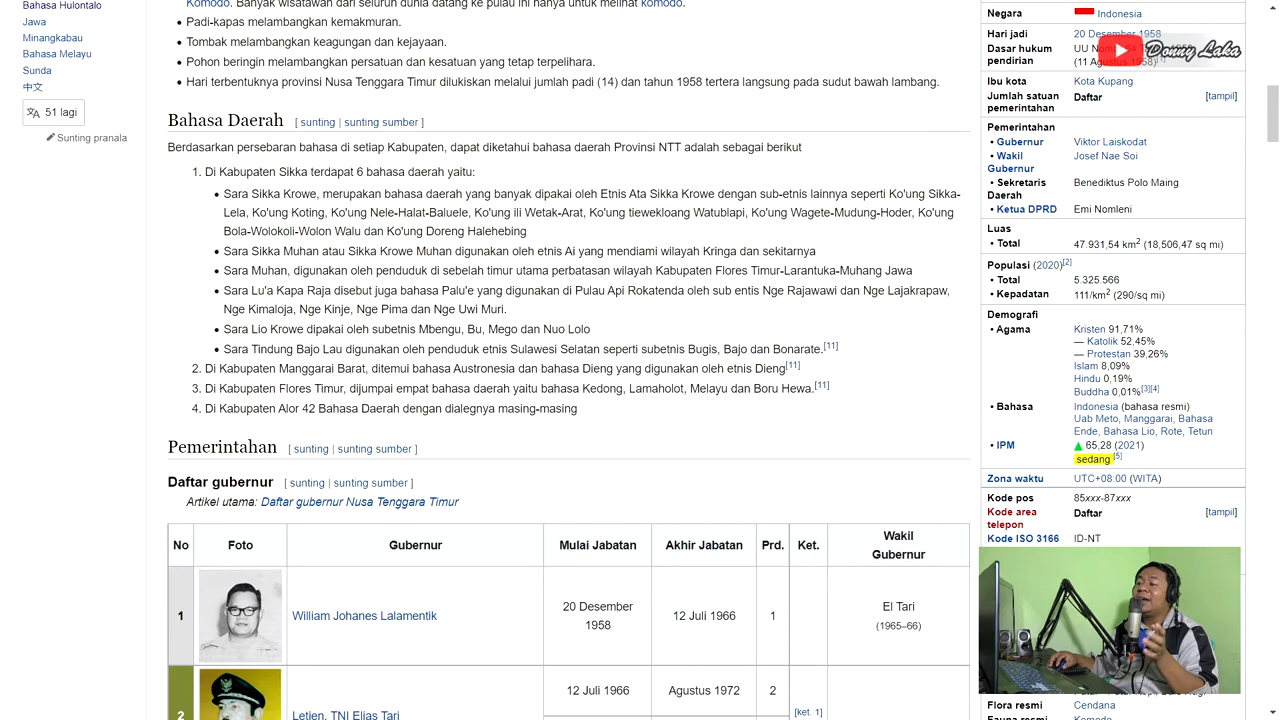 Bahasa Hulontalo
Jawa
Minangkabau
Bahasa Melayu
Sunda
中文
51 lagi
Sunting pranala
Komodo. Banyak wisatawan dari seluruh dunia datang ke pulau ini hanya untuk melihat komodo.
Padi-kapas melambangkan kemakmuran.
Tombak melambangkan keagungan dan kejayaan.
Pohon beringin melambangkan persatuan dan kesatuan yang tetap terpelihara.
Hari terbentuknya provinsi Nusa Tenggara Timur dilukiskan melalui jumlah padi (14) dan tahun 1958 tertera langsung pada sudut bawah lambang.
Bahasa Daerah [ sunting | sunting sumber ]
Berdasarkan persebaran bahasa di setiap Kabupaten, dapat diketahui bahasa daerah Provinsi NTT adalah sebagai berikut
1. Di Kabupaten Sikka terdapat 6 bahasa daerah yaitu:
Sara Sikka Krowe, merupakan bahasa daerah yang banyak dipakai oleh Etnis Ata Sikka Krowe dengan sub-etnis lainnya seperti Ko'ung Sikka-
Lela, Ko'ung Koting, Ko'ung Nele-Halat-Baluele, Ko'ung ili Wetak-Arat, Ko'ung tiewekloang Watublapi, Ko'ung Wagete-Mudung-Hoder, Ko'ung
Bola-Wolokoli-Wolon Walu dan Ko'ung Doreng Halehebing
Sara Sikka Muhan atau Sikka Krowe Muhan digunakan oleh etnis Ai yang mendiami wilayah Kringa dan sekitarnya
Sara Muhan, digunakan oleh penduduk di sebelah timur utama perbatasan wilayah Kabupaten Flores Timur-Larantuka-Muhang Jawa
Sara Lu'a Kapa Raja disebut juga bahasa Palu'e yang digunakan di Pulau Api Rokatenda oleh sub entis Nge Rajawawi dan Nge Lajakrapaw,
Nge Kimaloja, Nge Kinje, Nge Pima dan Nge Uwi Muri.
Sara Lio Krowe dipakai oleh subetnis Mbengu, Bu, Mego dan Nuo Lolo
Sara Tindung Bajo Lau digunakan oleh penduduk etnis Sulawesi Selatan seperti subetnis Bugis, Bajo dan Bonarate.[11]
2. Di Kabupaten Manggarai Barat, ditemui bahasa Austronesia dan bahasa Dieng yang digunakan oleh etnis Dieng[11]
3. Di Kabupaten Flores Timur, dijumpai empat bahasa daerah yaitu bahasa Kedong, Lamaholot, Melayu dan Boru Hewa.[11]
4. Di Kabupaten Alor 42 Bahasa Daerah dengan dialegnya masing-masing
Pemerintahan [ sunting | sunting sumber ]
Daftar gubernur [ sunting | sunting sumber ]
Artikel utama: Daftar gubernur Nusa Tenggara Timur
No Foto Gubernur Mulai Jabatan Akhir Jabatan Prd. Ket. Wakil
Gubernur
1 William Johanes Lalamentik 20 Desember
1958 12 Juli 1966 1 El Tari
(1965–66)
2 Letjen. TNI Elias Tari 12 Juli 1966 Agustus 1972 2 [ket. 1]
Negara Indonesia
Hari jadi 20 Desember 1958
Dasar hukum
pendirian UU Nomor
(11 Agustus 1958)[1]
Donny Laka
Ibu kota Kota Kupang
Jumlah satuan
pemerintahan Daftar [tampil]
Pemerintahan
• Gubernur Viktor Laiskodat
• Wakil
Gubernur Josef Nae Soi
• Sekretaris
Daerah Benediktus Polo Maing
• Ketua DPRD Emi Nomleni
Luas
• Total 47.931,54 km2 (18,506,47 sq mi)
Populasi (2020)[2]
• Total 5.325.566
• Kepadatan 111/km2 (290/sq mi)
Demografi
• Agama Kristen 91,71%
— Katolik 52,45%
— Protestan 39,26%
Islam 8,09%
Hindu 0,19%
Buddha 0,01%[3][4]
• Bahasa Indonesia (bahasa resmi)
Uab Meto, Manggarai, Bahasa
Ende, Bahasa Lio, Rote, Tetun
• IPM 65,28 (2021)
sedang [5]
Zona waktu UTC+08:00 (WITA)
Kode pos 85xxx-87xxx
Kode area
telepon Daftar [tampil]
Kode ISO 3166 ID-NT
Flora resmi Cendana
Fauna resmi Komodo